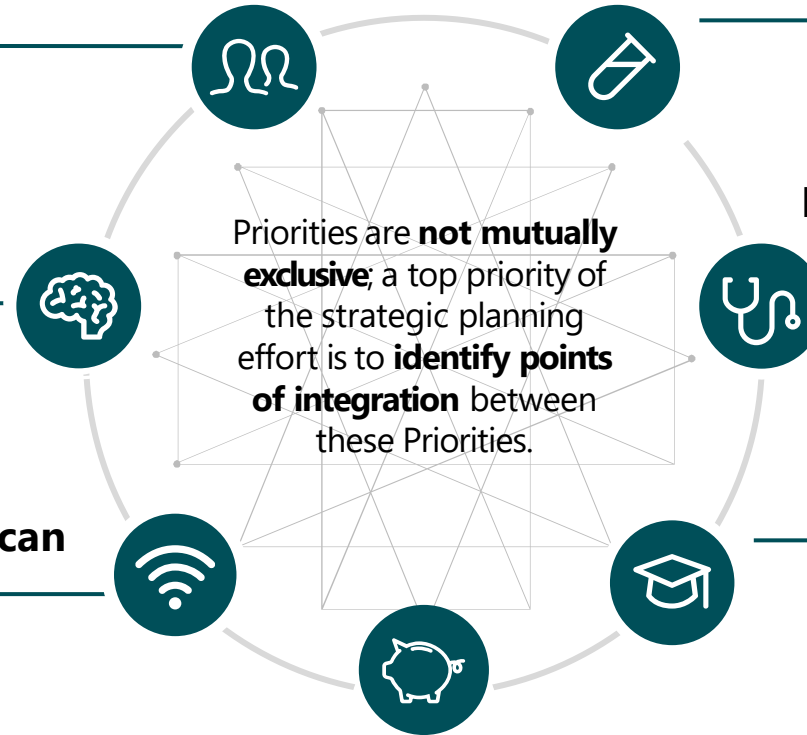 Priorities are not mutually
exclusive; a top priority of
the strategic planning
effort is to identify points
of integration between
these Priorities.
can